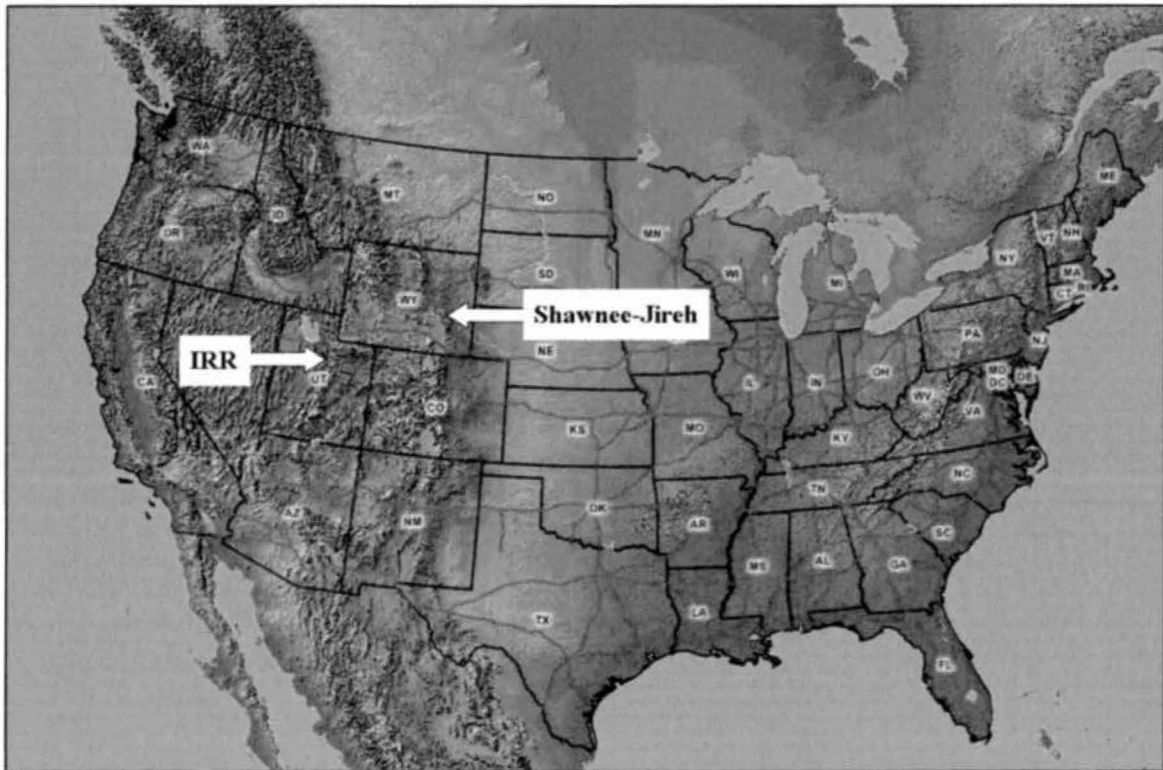 WA
MT
ND
ME
OR
ID
MN
VT
NH
SD
WI
NY
MA
WY
MI
RI
CT
Shawnee-Jireh
PA
NJ
IRR
NE
OH
MD
UT
IL
IN
DE
CA
DC
CO
WV
VA
KS
MO
KY
NC
TN
AZ
NM
OK
AR
SC
MS
AL
GA
LA
TX
FL